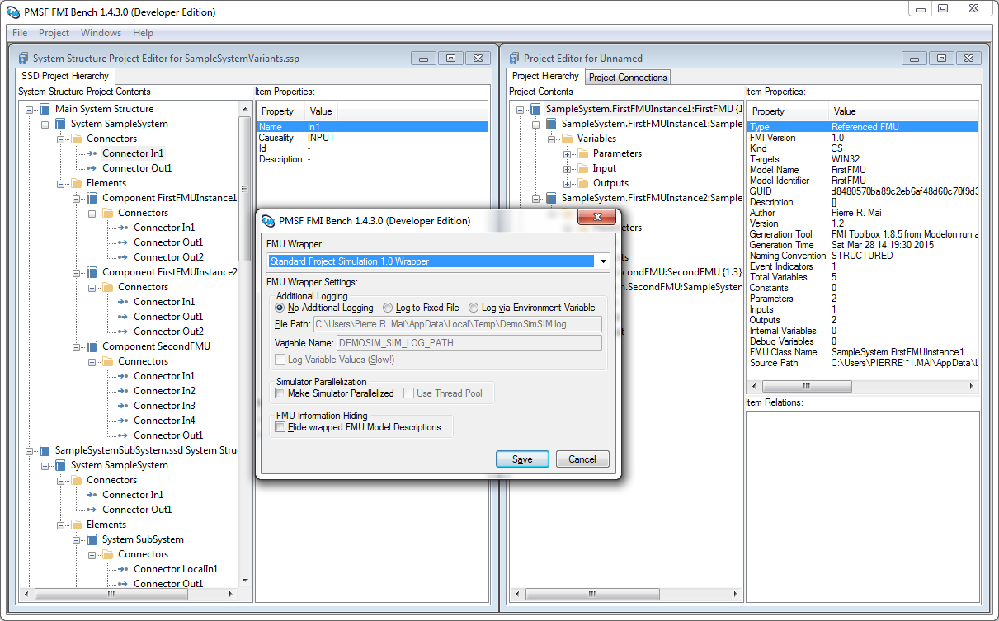 PMSF FMI Bench 1.4.3.0 (Developer Edition)
File Project Windows Help
System Structure Project Editor for SampleSystemVariants.ssp
SSD Project Hierarchy
System Structure Project Contents
Main System Structure
System SampleSystem
Connectors
Connector In1
Connector Out1
Elements
Component FirstFMUInstance1
Connectors
Connector In1
Connector Out1
Connector Out2
Component FirstFMUInstance2
Connectors
Connector In1
Connector Out1
Connector Out2
Component SecondFMU
Connectors
Connector In1
Connector In2
Connector In3
Connector In4
Connector Out1
SampleSystemSubSystem.ssd System Stru
System SampleSystem
Connectors
Connector In1
Connector Out1
Elements
System SubSystem
Connectors
Connector LocalIn1
Connector Out1
Item Properties:
Property Value
Name In1
Causality INPUT
Id -
Description -
Project Editor for Unnamed
Project Hierarchy Project Connections
Project Contents
SampleSystem.FirstFMUInstance1:FirstFMU {1
SampleSystem.FirstFMUInstance1:Sample
Variables
Parameters
Input
Outputs
SampleSystem.FirstFMUInstance2:Sample
ameters
ts
econdFMU:SecondFMU {1.3}
.SecondFMU:SampleSystem
t
Item Properties:
Property Value
Type Referenced FMU
FMI Version 1.0
Kind CS
Targets WIN32
Model Name FirstFMU
Model Identifier FirstFMU
GUID d8480570ba89c2eb6af48d60c70f9d3
Description []
Author Pierre R. Mai
Version 1.2
Generation Tool FMI Toolbox 1.8.5 from Modelon run a
Generation Time Sat Mar 28 14:19:30 2015
Naming Convention STRUCTURED
Event Indicators 1
Total Variables 5
Constants 0
Parameters 2
Inputs 1
Outputs 2
Internal Variables 0
Debug Variables 0
FMU Class Name SampleSystem.FirstFMUInstance1
Source Path C:\Users\PIERRE~1.MAI\AppData\L
Item Relations:
PMSF FMI Bench 1.4.3.0 (Developer Edition)
FMU Wrapper:
Standard Project Simulation 1.0 Wrapper
FMU Wrapper Settings:
Additional Logging
No Additional Logging Log to Fixed File Log via Environment Variable
File Path: C:\Users\Pierre R. Mai\AppData\Local\Temp\DemoSimSIM.log
Variable Name: DEMOSIM_SIM_LOG_PATH
Log Variable Values (Slow!)
Simulator Parallelization
Make Simulator Parallelized Use Thread Pool
FMU Information Hiding
Elide wrapped FMU Model Descriptions
Save Cancel